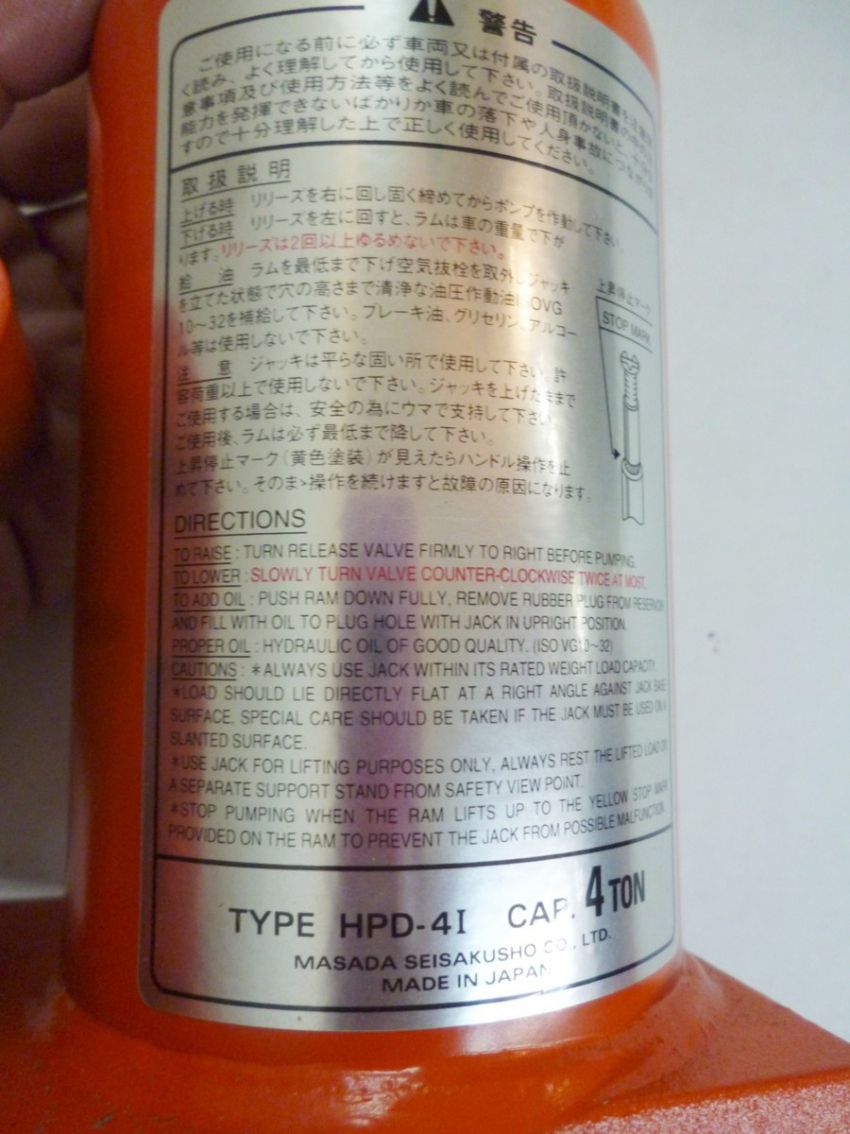 警告
ご使用になる前に必ず車両又は付属の取扱説明書を
く読み、よく理解してから使用して下さい。取扱説明書の
意事項及び使用方法等をよく読んでご使用頂かないと、
能力を発揮できないばかりか車の落下や人身事故につながりま
すので十分理解した上で正しく使用してください。
取扱説明
上げる時 リリーズを右に回し固く締めてからポンプを作動して下さい。
下げる時 リリーズを左に回すと、ラムは車の重量で下が
ります。リリーズは2回以上ゆるめないで下さい。
給油 ラムを最低まで下げ空気抜栓を取外しジャッキ
を立てた状態で穴の高さまで清浄な油圧作動油ISOVG
10～32を補給して下さい。ブレーキ油、グリセリン、アルコー
ル等は使用しないで下さい。
注意 ジャッキは平らな固い所で使用して下さい。許
容荷重以上で使用しないで下さい。ジャッキを上げたままで
ご使用する場合は、安全の為にウマで支持して下さい。
ご使用後、ラムは必ず最低まで降して下さい。
上昇停止マーク(黄色塗装)が見えたらハンドル操作を止
めて下さい。そのまゝ操作を続けますと故障の原因になります。
上昇停止マーク
STOP MARK
DIRECTIONS
TO RAISE : TURN RELEASE VALVE FIRMLY TO RIGHT BEFORE PUMPING.
TO LOWER : SLOWLY TURN VALVE COUNTER-CLOCKWISE TWICE AT MOST.
TO ADD OIL : PUSH RAM DOWN FULLY, REMOVE RUBBER PLUG FROM RESERVOIR
AND FILL WITH OIL TO PLUG HOLE WITH JACK IN UPRIGHT POSITION.
PROPER OIL : HYDRAULIC OIL OF GOOD QUALITY. (ISO VG10~32)
CAUTIONS : *ALWAYS USE JACK WITHIN ITS RATED WEIGHT LOAD CAPACITY.
*LOAD SHOULD LIE DIRECTLY FLAT AT A RIGHT ANGLE AGAINST JACK BASE
SURFACE, SPECIAL CARE SHOULD BE TAKEN IF THE JACK MUST BE USED ON A
SLANTED SURFACE.
*USE JACK FOR LIFTING PURPOSES ONLY, ALWAYS REST THE LIFTED LOAD ON
A SEPARATE SUPPORT STAND FROM SAFETY VIEW POINT.
*STOP PUMPING WHEN THE RAM LIFTS UP TO THE YELLOW STOP MARK
PROVIDED ON THE RAM TO PREVENT THE JACK FROM POSSIBLE MALFUNCTION.
TYPE HPD-4I CAP. 4 TON
MASADA SEISAKUSHO CO., LTD.
MADE IN JAPAN